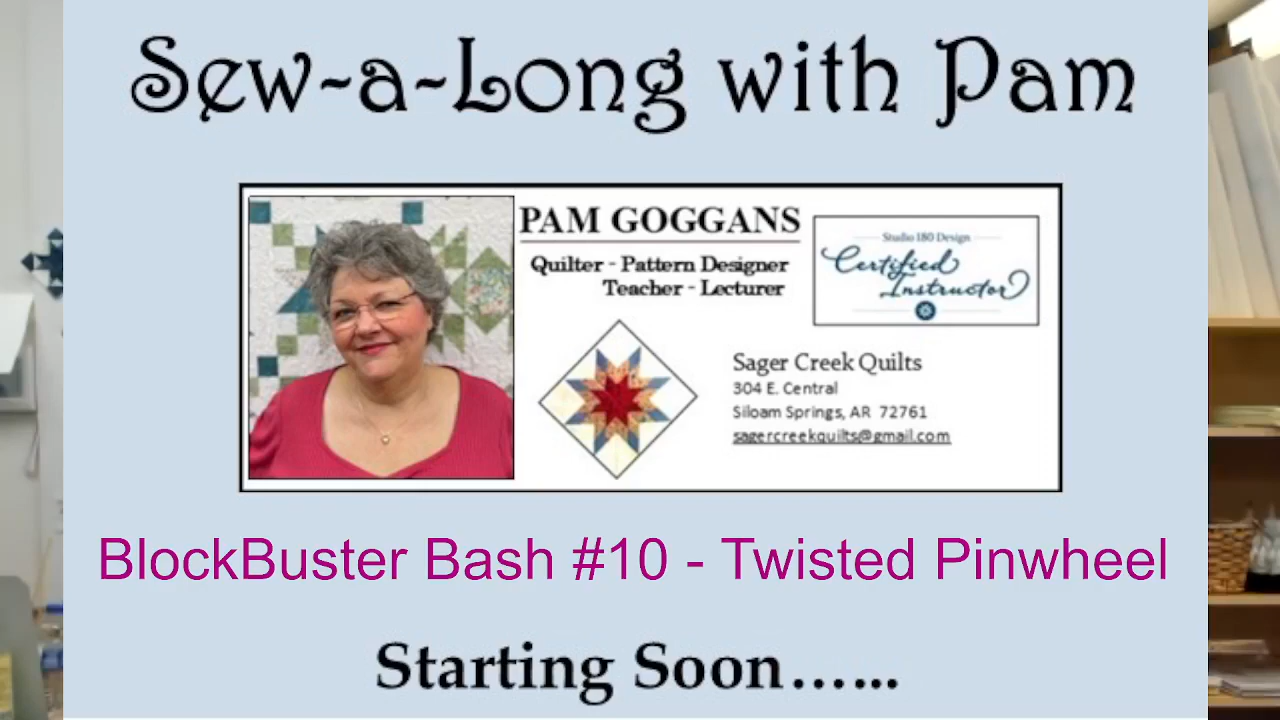 Sew-a-Long with Pam
PAM GOGGANS
Quilter - Pattern Designer
Teacher - Lecturer
Studio 180 Design
Certified
Instructor
Sager Creek Quilts
304 E. Central
Siloam Springs, AR 72761
sagercreekquilts@gmail.com
BlockBuster Bash #10 - Twisted Pinwheel
Starting Soon......